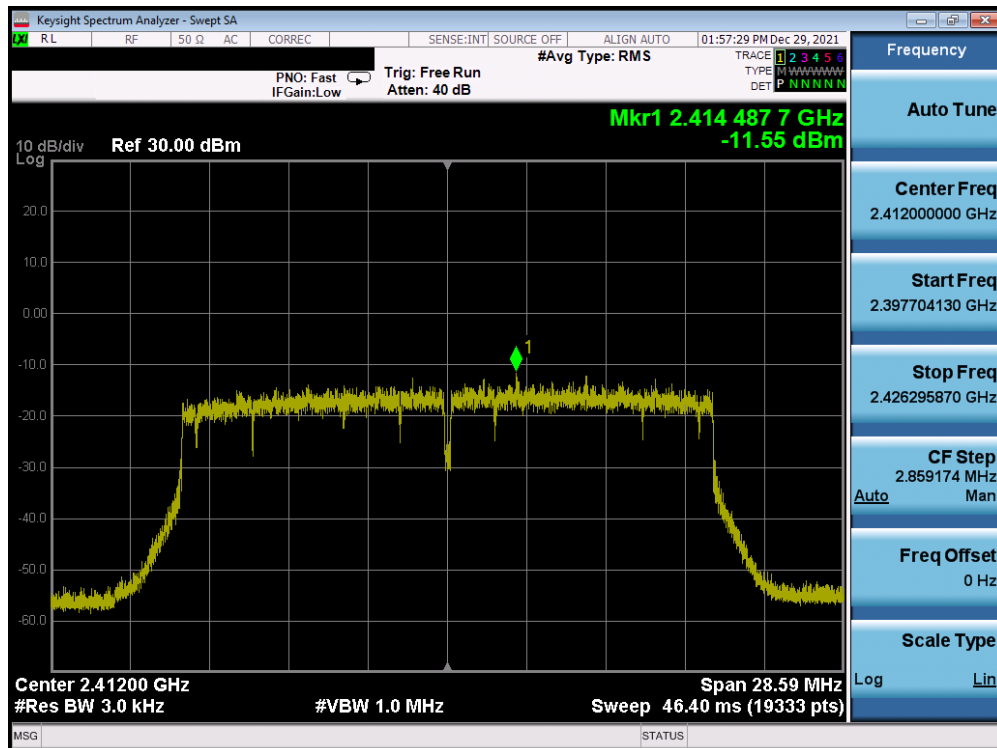 Keysight Spectrum Analyzer - Swept SA
LXI RL RF 50 Ω AC CORREC SENSE:INT SOURCE OFF ALIGN AUTO 01:57:29 PM Dec 29, 2021
#Avg Type: RMS
TRACE 1 2 3 4 5 6
PNO: Fast Trig: Free Run
TYPE M WWWWW
IFGain:Low Atten: 40 dB
DET P N N N N N
Mkr1 2.414 487 7 GHz
-11.55 dBm
10 dB/div Ref 30.00 dBm
Log
20.0
10.0
0.00
1
-10.0
-20.0
-30.0
-40.0
-50.0
-60.0
Center 2.41200 GHz Span 28.59 MHz
#Res BW 3.0 kHz #VBW 1.0 MHz Sweep 46.40 ms (19333 pts)
MSG STATUS
Frequency
Auto Tune
Center Freq
2.412000000 GHz
Start Freq
2.397704130 GHz
Stop Freq
2.426295870 GHz
CF Step
2.859174 MHz
Auto Man
Freq Offset
0 Hz
Scale Type
Log Lin